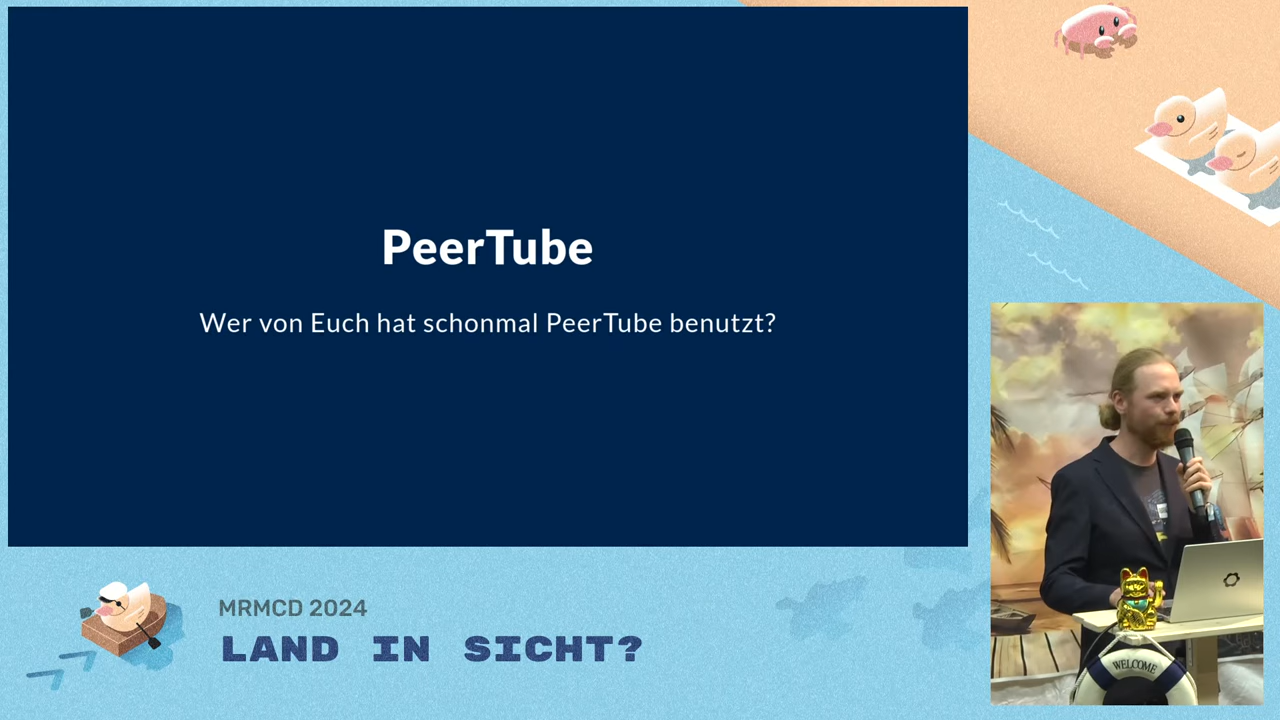 PeerTube
Wer von Euch hat schonmal PeerTube benutzt?
MRMCD 2024
LAND IN SICHT?
WELCOME